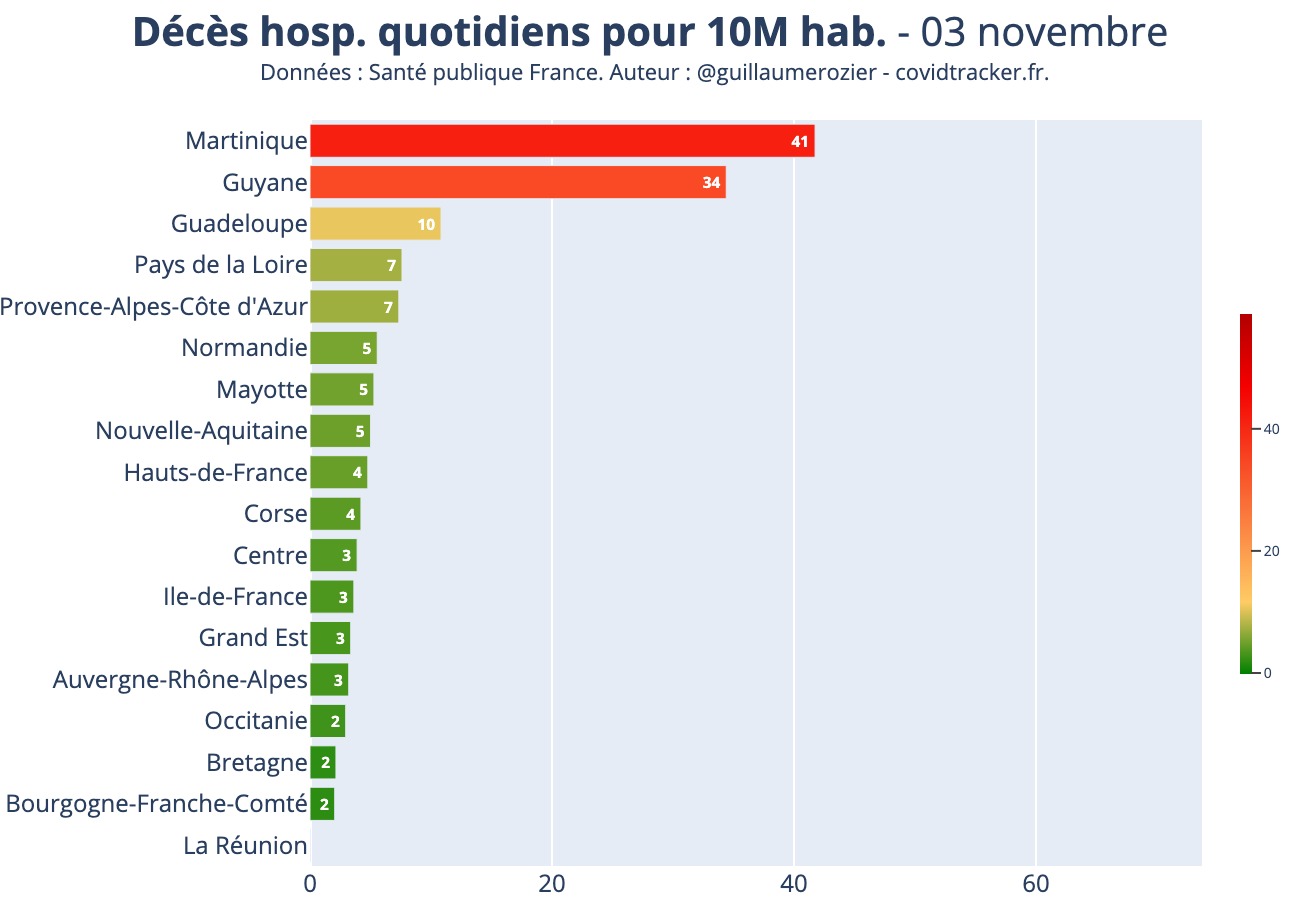 Décès hosp. quotidiens pour 10M hab. - 03 novembre
Données : Santé publique France. Auteur : @guillaumerozier - covidtracker.fr.
Martinique 41
Guyane 34
Guadeloupe 10
Pays de la Loire 7
Provence-Alpes-Côte d'Azur 7
Normandie 5
Mayotte 5
Nouvelle-Aquitaine 5
Hauts-de-France 4
Corse 4
Centre 3
Ile-de-France 3
Grand Est 3
Auvergne-Rhône-Alpes 3
Occitanie 2
Bretagne 2
Bourgogne-Franche-Comté 2
La Réunion
0 20 40 60
40
20
0